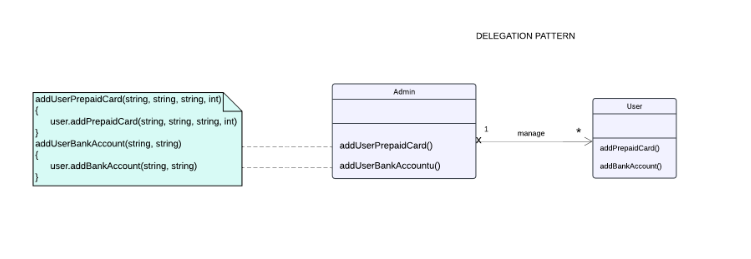 DELEGATION PATTERN
addUserPrepaidCard(string, string, string, int)
{
user.addPrepaidCard(string, string, string, int)
}
addUserBankAccount(string, string)
{
user.addBankAccount(string, string)
}
Admin
addUserPrepaidCard()
addUserBankAccountu()
1
X
manage
*
User
addPrepaidCard()
addBankAccount()